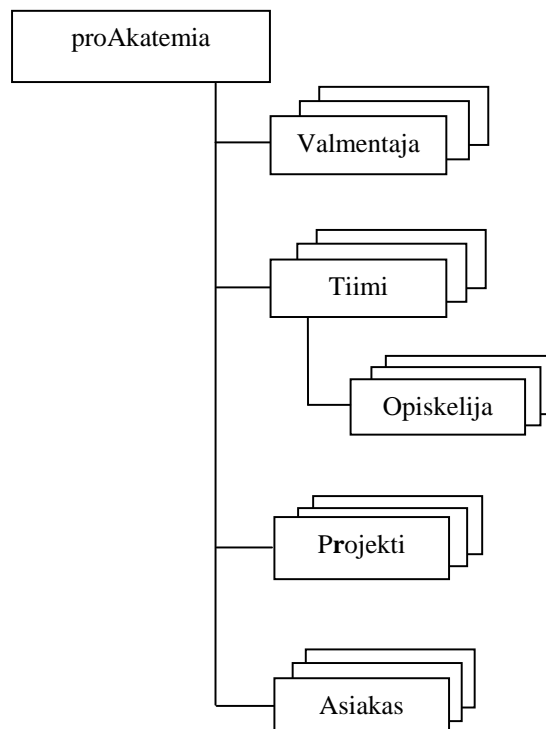 proAkatemia
Valmentaja
Tiimi
Opiskelija
Projekti
Asiakas